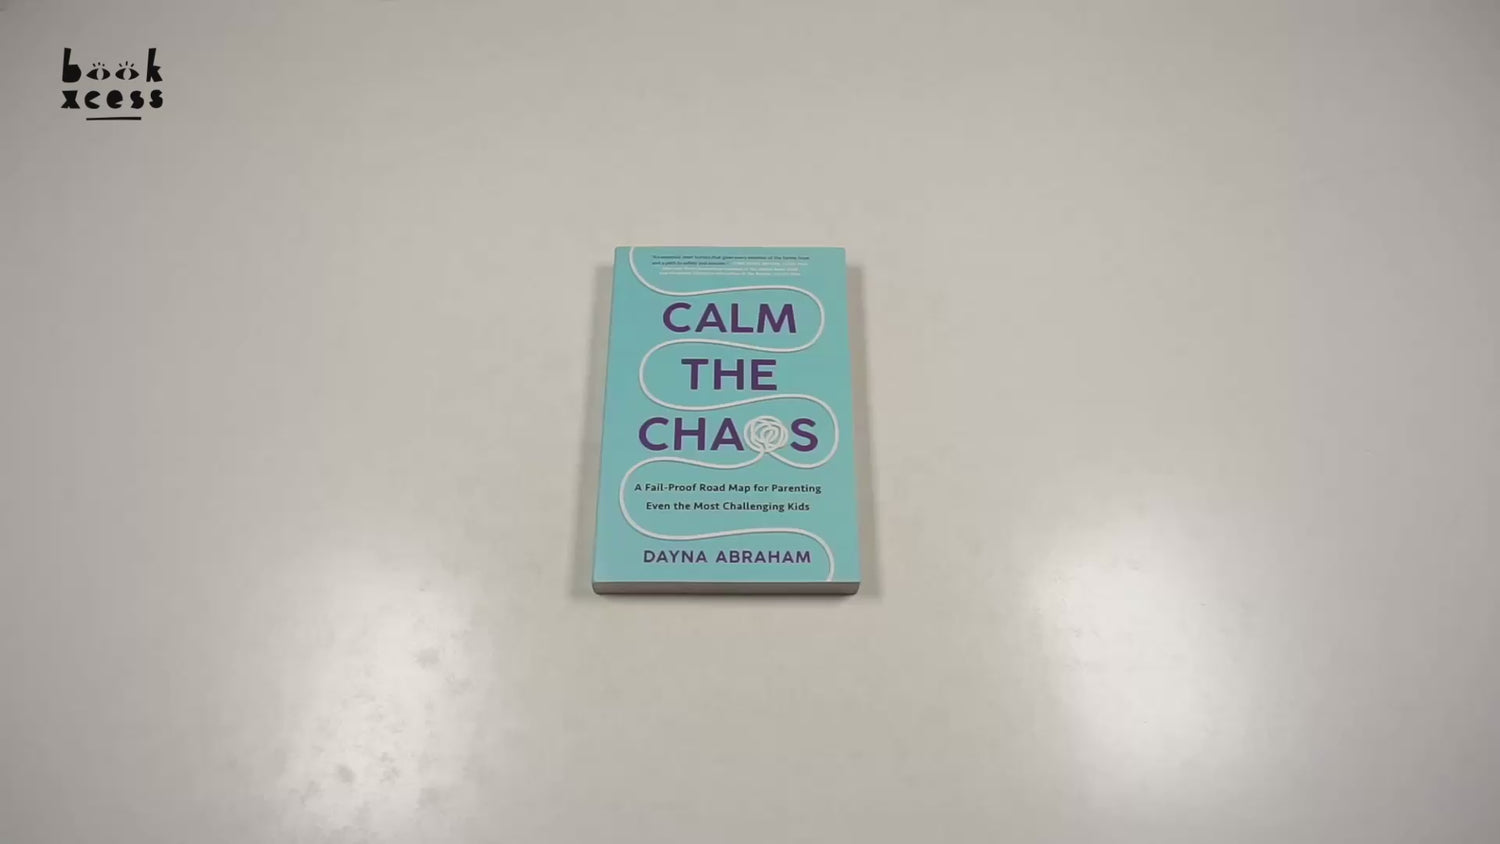 book
xcess
CALM
THE
CHAOS
A Fail-Proof Road Map for Parenting
Even the Most Challenging Kids
DAYNA ABRAHAM